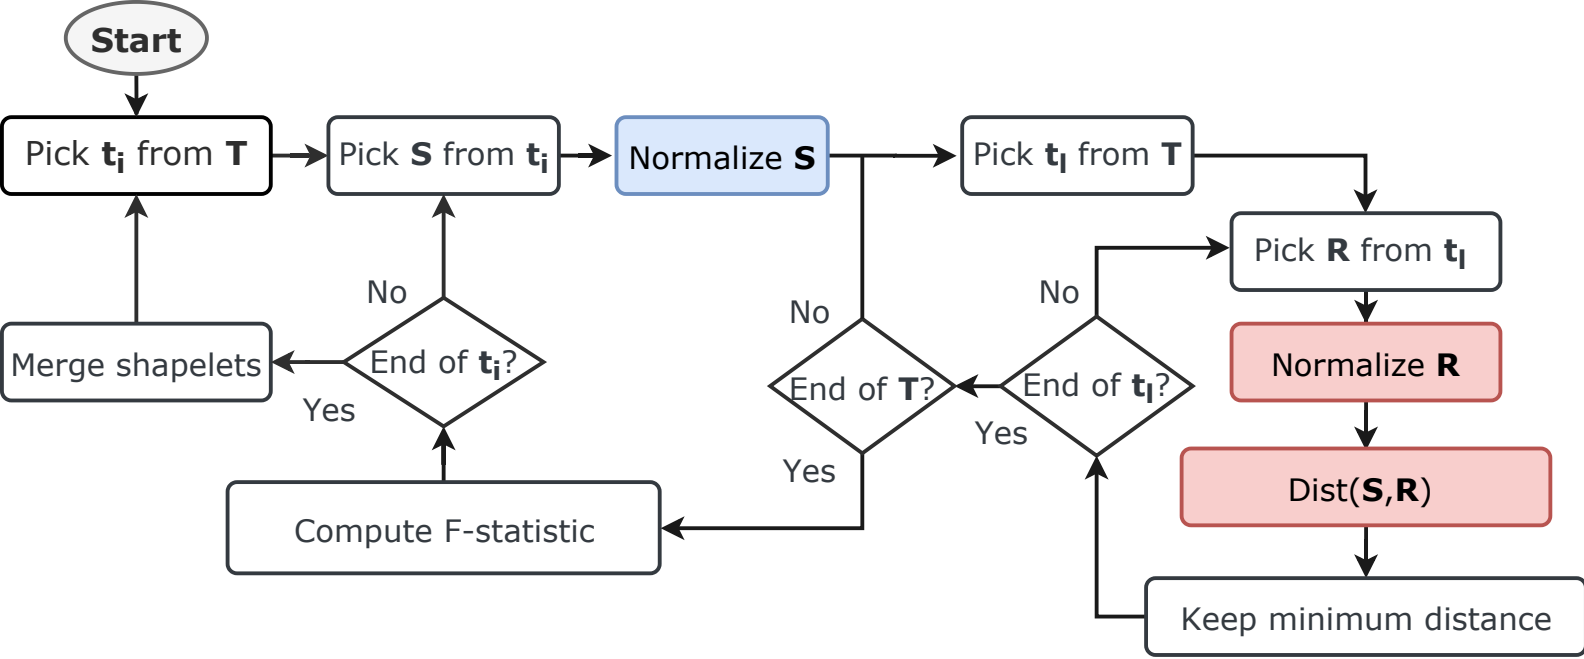 Start
Pick ti from T
Pick S from ti
Normalize S
Pick tl from T
Pick R from tl
Normalize R
Dist(S,R)
Keep minimum distance
End of tl?
No
Yes
End of T?
No
Yes
Compute F-statistic
End of ti?
No
Yes
Merge shapelets